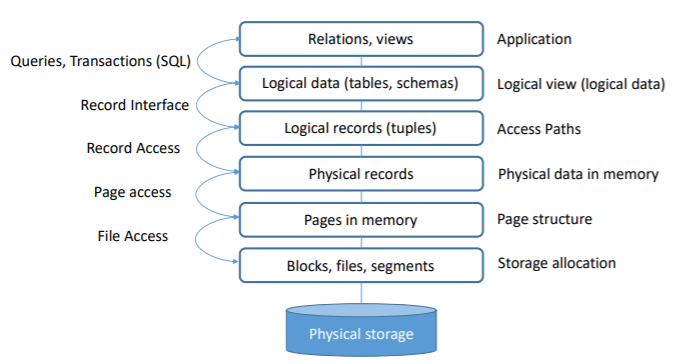 Relations, views
Application
Queries, Transactions (SQL)
Logical data (tables, schemas)
Logical view (logical data)
Record Interface
Logical records (tuples)
Access Paths
Record Access
Physical records
Physical data in memory
Page access
Pages in memory
Page structure
File Access
Blocks, files, segments
Storage allocation
Physical storage